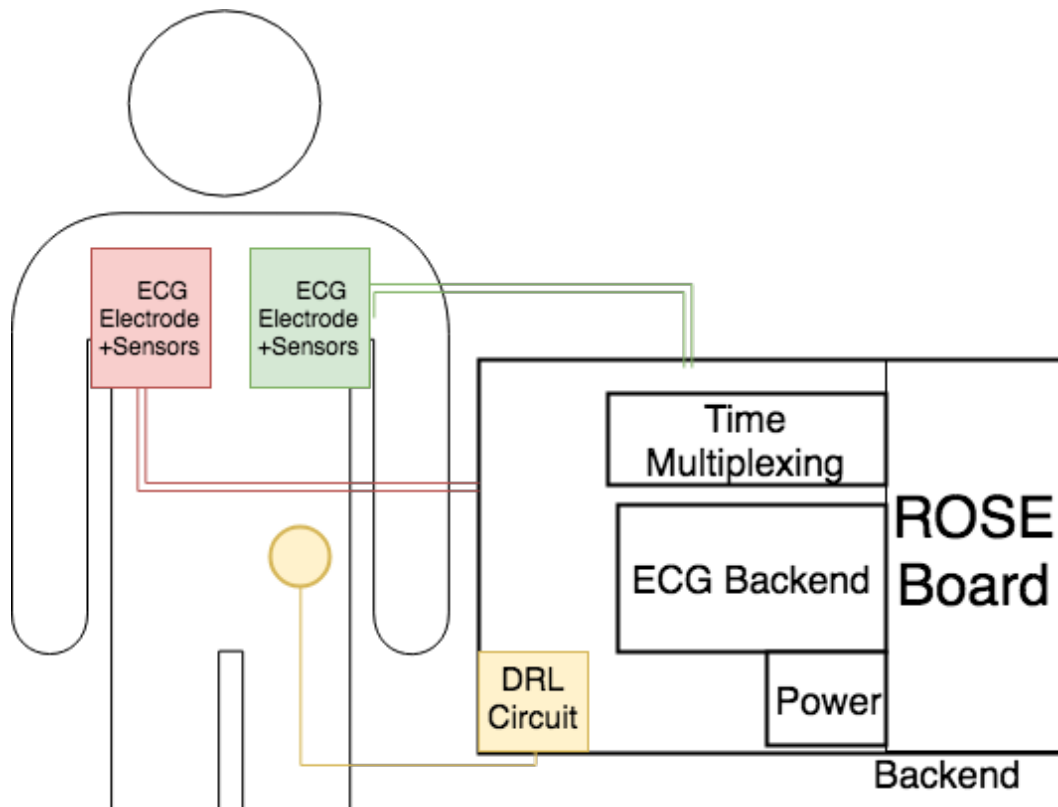 ECG
Electrode
+Sensors
ECG
Electrode
+Sensors
Time
Multiplexing
ECG Backend
ROSE
Board
DRL
Circuit
Power
Backend